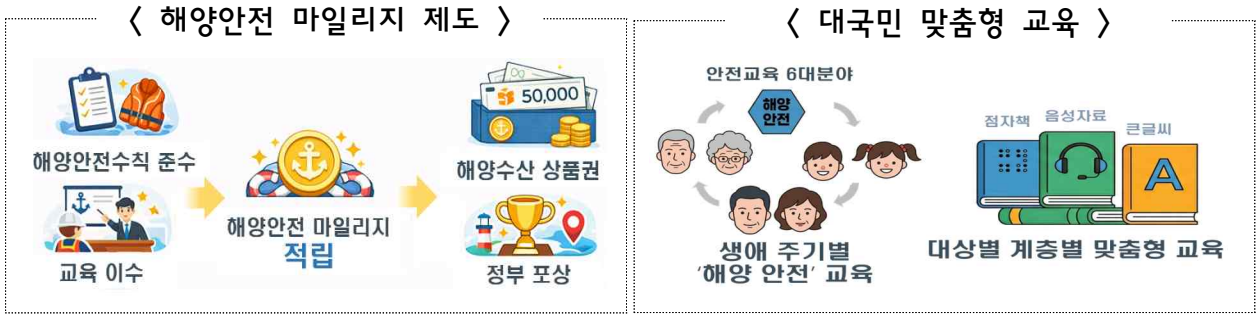 〈 해양안전 마일리지 제도 〉
해양안전수칙 준수
교육 이수
해양안전 마일리지
적립
50,000
해양수산 상품권
정부 포상
〈 대국민 맞춤형 교육 〉
안전교육 6대분야
해양
안전
생애 주기별
'해양 안전' 교육
점자책
음성자료
큰글씨
A
대상별 계층별 맞춤형 교육